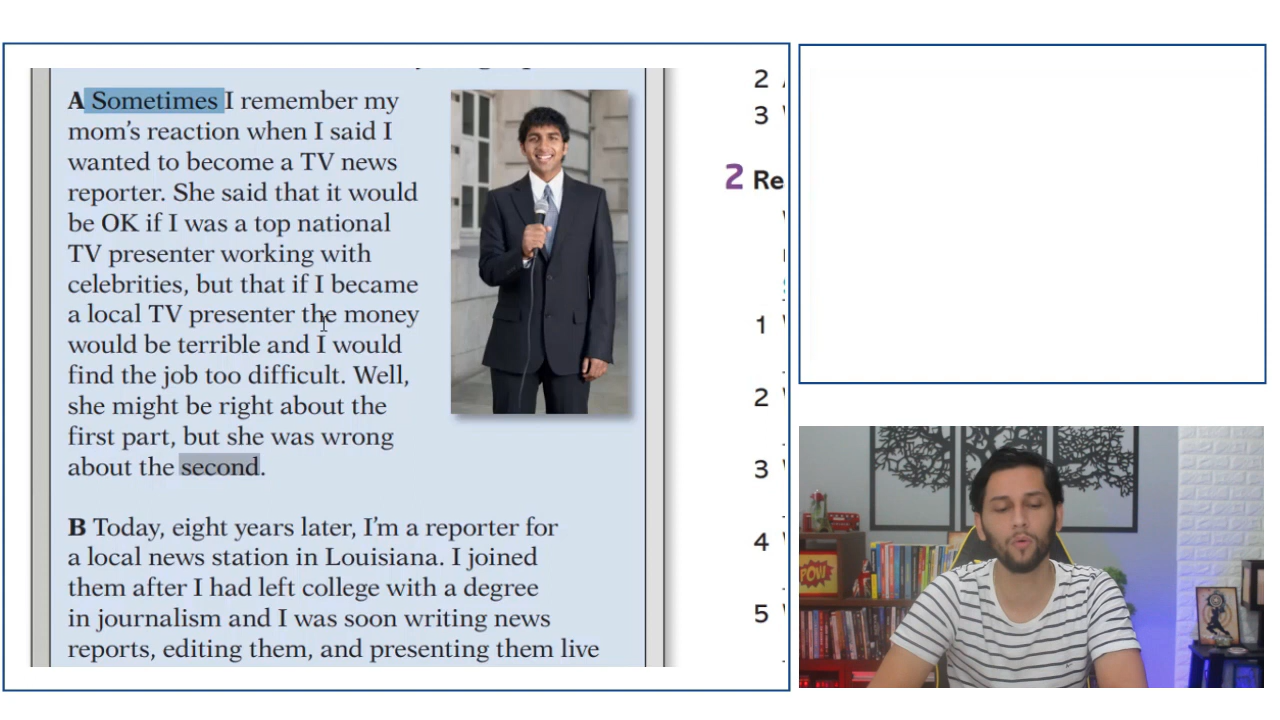 A Sometimes I remember my
mom's reaction when I said I
wanted to become a TV news
reporter. She said that it would
be OK if I was a top national
TV presenter working with
celebrities, but that if I became
a local TV presenter the money
would be terrible and I would
find the job too difficult. Well,
she might be right about the
first part, but she was wrong
about the second.
B Today, eight years later, I'm a reporter for
a local news station in Louisiana. I joined
them after I had left college with a degree
in journalism and I was soon writing news
reports, editing them, and presenting them live
2
3
2 Re
1
2
3
4
5
POW